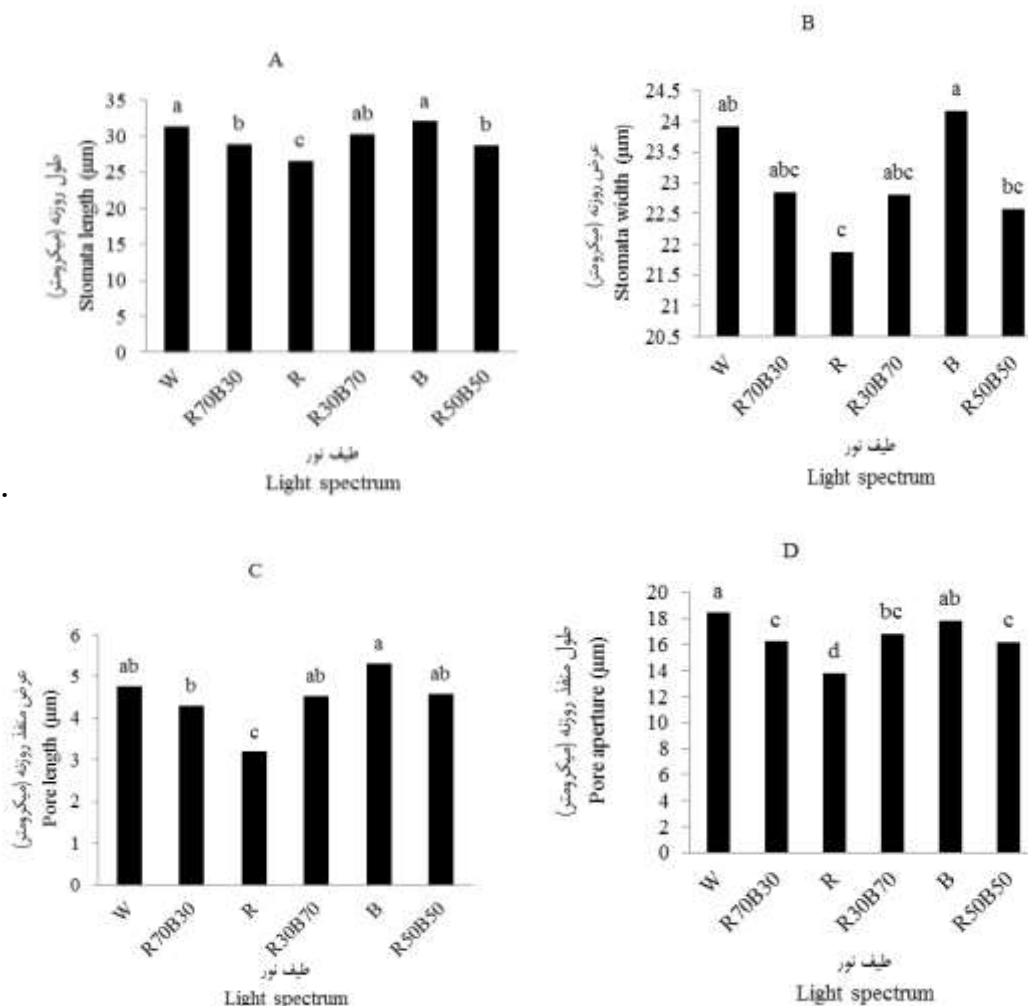 A
35
30
25
20
15
10
5
0
طول روزنه (میکرومتر)
Stomata length (µm)
a
b
c
ab
a
b
W
R70B30
R
R30B70
B
R50B50
طیف نور
Light spectrum
B
24.5
24
23.5
23
22.5
22
21.5
21
20.5
عرض روزنه (میکرومتر)
Stomata width (µm)
ab
abc
c
abc
a
bc
W
R70B30
R
R30B70
B
R50B50
طیف نور
Light spectrum
.
C
6
5
4
3
2
1
0
عرض منفذ روزنه (میکرومتر)
Pore length (µm)
ab
b
c
ab
a
ab
W
R70B30
R
R30B70
B
R50B50
طیف نور
Light spectrum
D
20
18
16
14
12
10
8
6
4
2
0
طول منفذ روزنه (میکرومتر)
Pore aperture (µm)
a
c
d
bc
ab
c
W
R70B30
R
R30B70
B
R50B50
طیف نور
Light spectrum